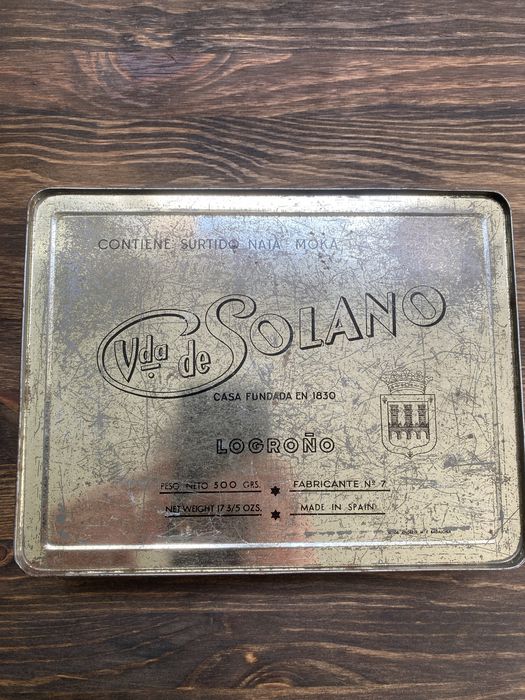 CONTIENE SURTIDO NATA MOKA
Vda de SOLANO
CASA FUNDADA EN 1830
LOGROÑO
PESO NETO 500 GRS.
FABRICANTE Nº 7
NET WEIGHT 17 3/5 OZS.
MADE IN SPAIN